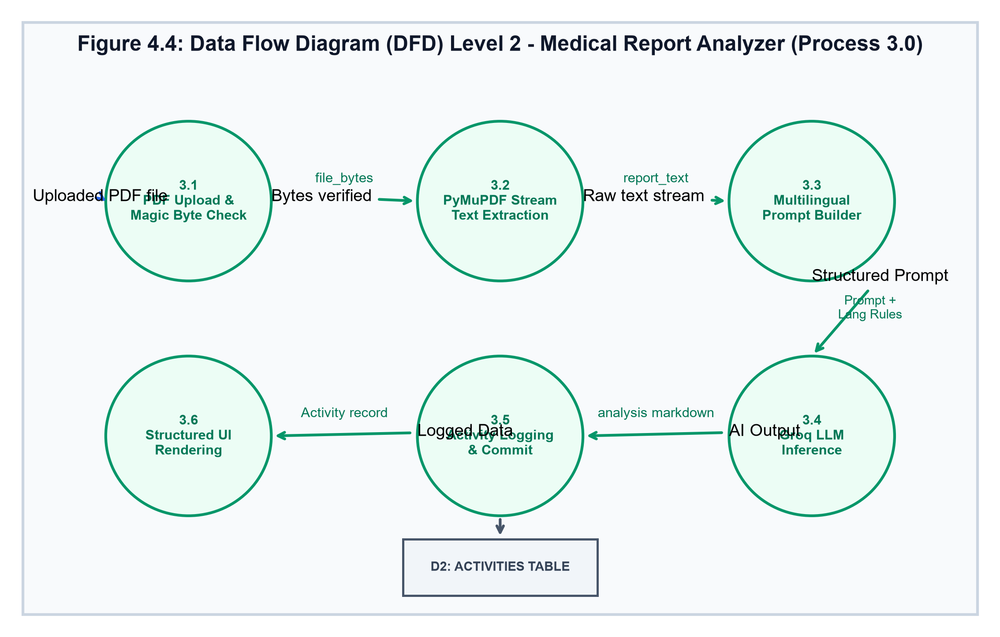 Figure 4.4: Data Flow Diagram (DFD) Level 2 - Medical Report Analyzer (Process 3.0)
Uploaded PDF file
3.1
PDF Upload &
Magic Byte Check
file_bytes
Bytes verified
3.2
PyMuPDF Stream
Text Extraction
report_text
Raw text stream
3.3
Multilingual
Prompt Builder
Structured Prompt
Prompt +
Lang Rules
3.4
Groq LLM
Inference
AI Output
analysis markdown
3.5
Activity Logging
& Commit
Logged Data
Activity record
3.6
Structured UI
Rendering
D2: ACTIVITIES TABLE